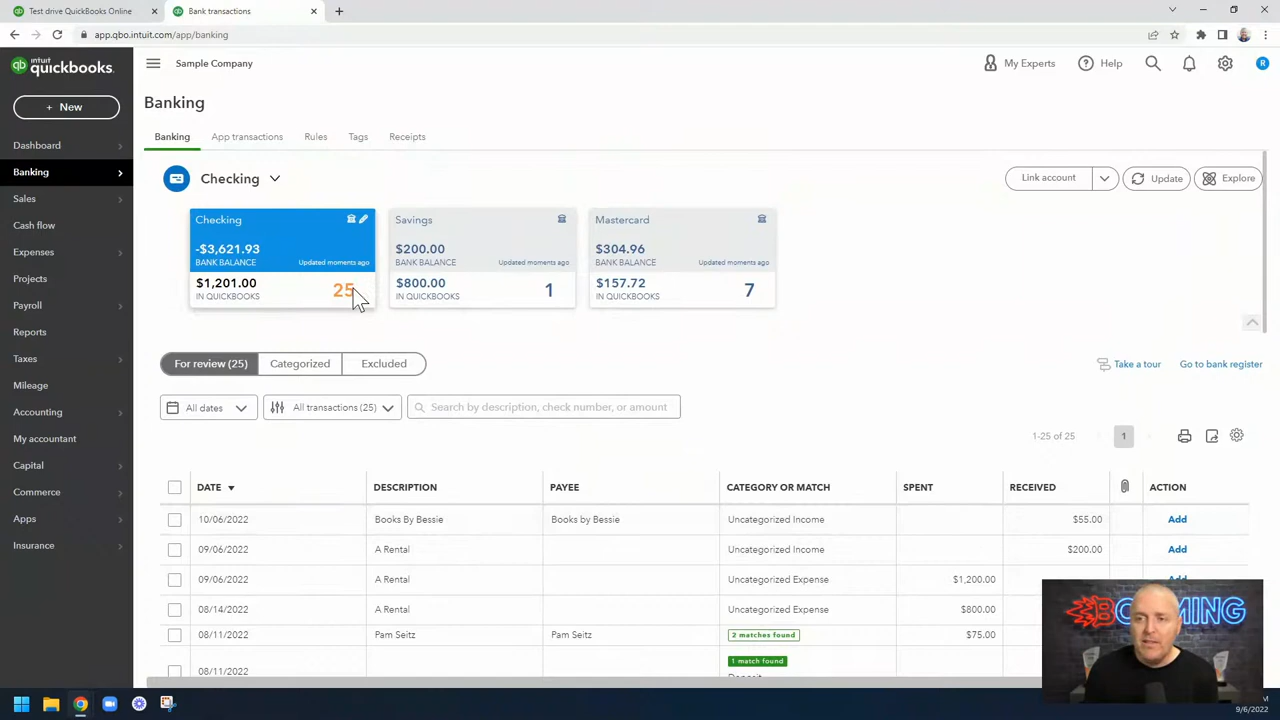 Test drive QuickBooks Online
Bank transactions
app.qbo.intuit.com/app/banking
intuit quickbooks.
Sample Company
My Experts
Help
R
+ New
Dashboard
Banking
Sales
Cash flow
Expenses
Projects
Payroll
Reports
Taxes
Mileage
Accounting
My accountant
Capital
Commerce
Apps
Insurance
Banking
Banking App transactions Rules Tags Receipts
Checking
Link account Update Explore
Checking
-$3,621.93
BANK BALANCE Updated moments ago
$1,201.00
IN QUICKBOOKS
25
Savings
$200.00
BANK BALANCE Updated moments ago
$800.00
IN QUICKBOOKS
1
Mastercard
$304.96
BANK BALANCE Updated moments ago
$157.72
IN QUICKBOOKS
7
For review (25) Categorized Excluded
Take a tour Go to bank register
All dates All transactions (25) Search by description, check number, or amount
1-25 of 25 1
DATE DESCRIPTION PAYEE CATEGORY OR MATCH SPENT RECEIVED ACTION
10/06/2022 Books By Bessie Books by Bessie Uncategorized Income $55.00 Add
09/06/2022 A Rental Uncategorized Income $200.00 Add
09/06/2022 A Rental Uncategorized Expense $1,200.00
08/14/2022 A Rental Uncategorized Expense $800.00
08/11/2022 Pam Seitz Pam Seitz 2 matches found $75.00
1 match found
08/11/2022
BOOMING
9/6/2022